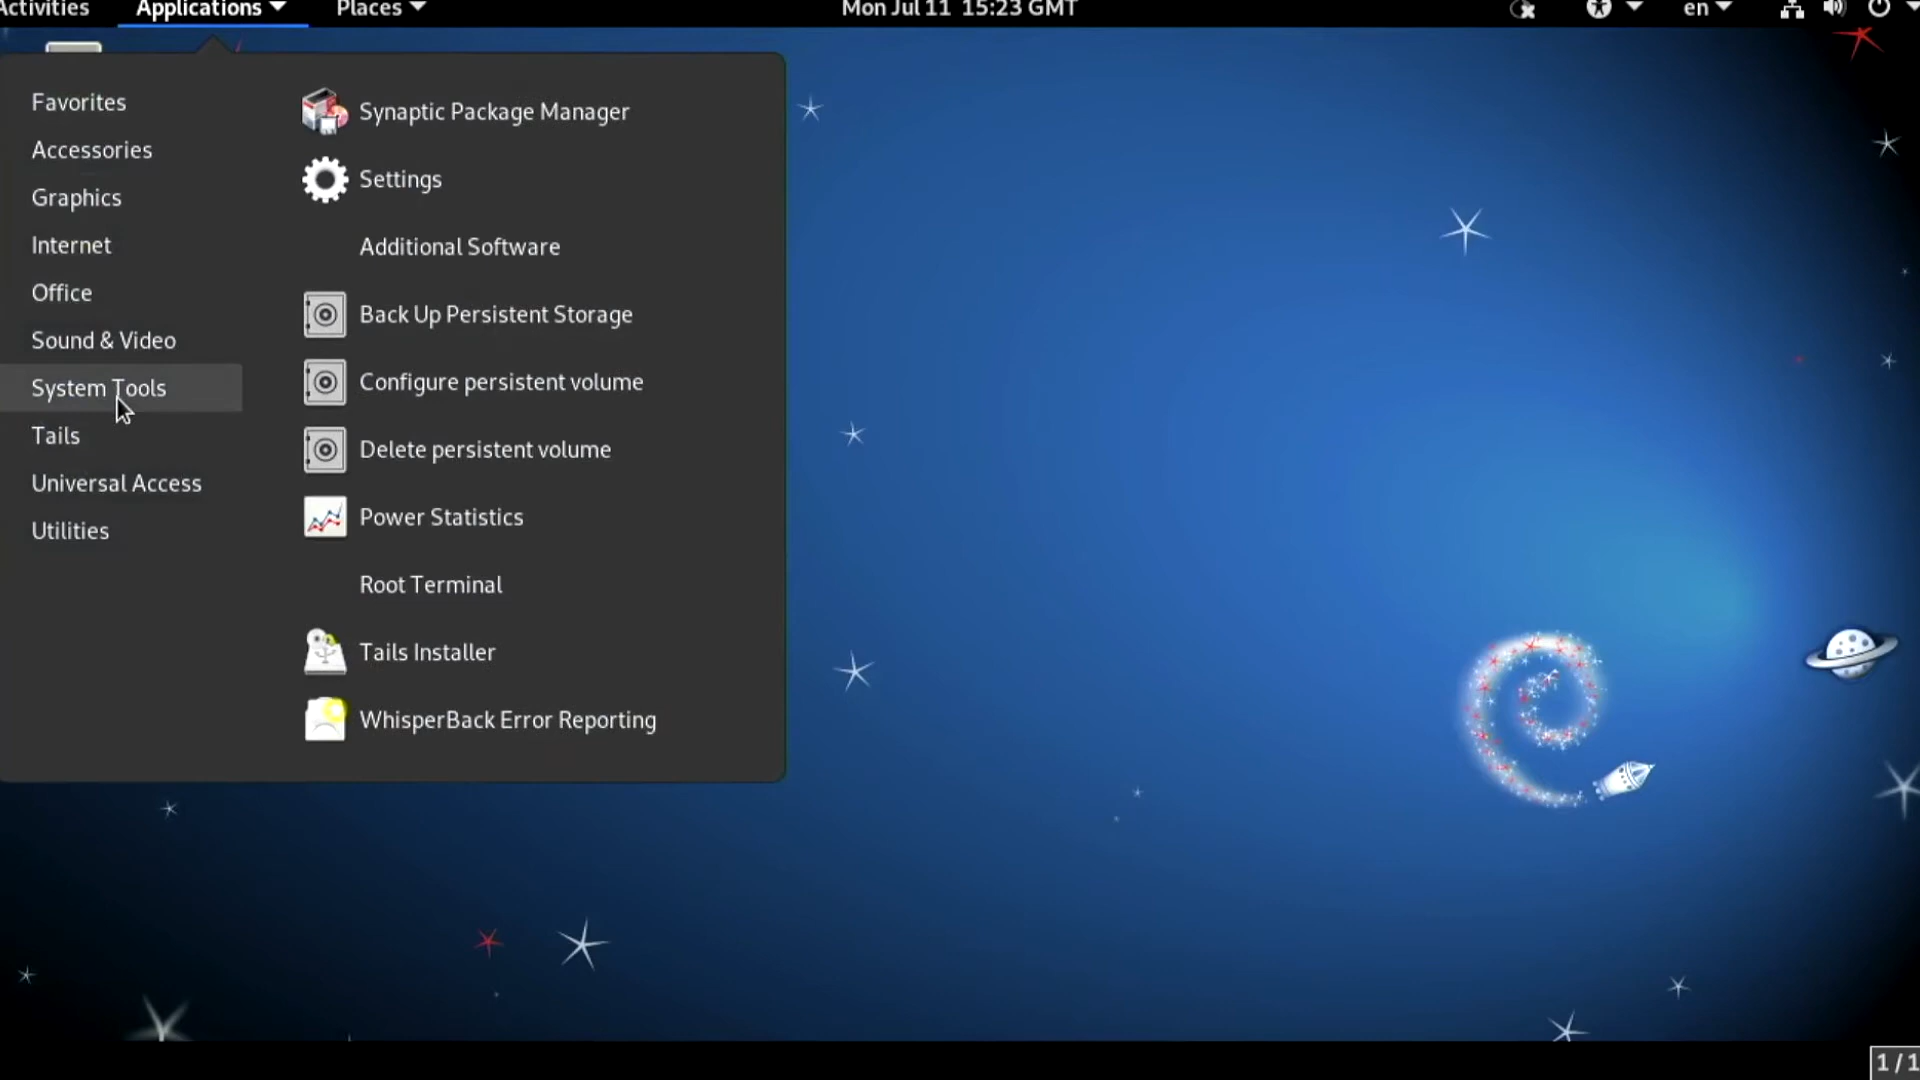 Activities Applications Places Mon Jul 11 15:23 GMT en
Favorites
Accessories
Graphics
Internet
Office
Sound & Video
System Tools
Tails
Universal Access
Utilities
Synaptic Package Manager
Settings
Additional Software
Back Up Persistent Storage
Configure persistent volume
Delete persistent volume
Power Statistics
Root Terminal
Tails Installer
WhisperBack Error Reporting
1 / 1